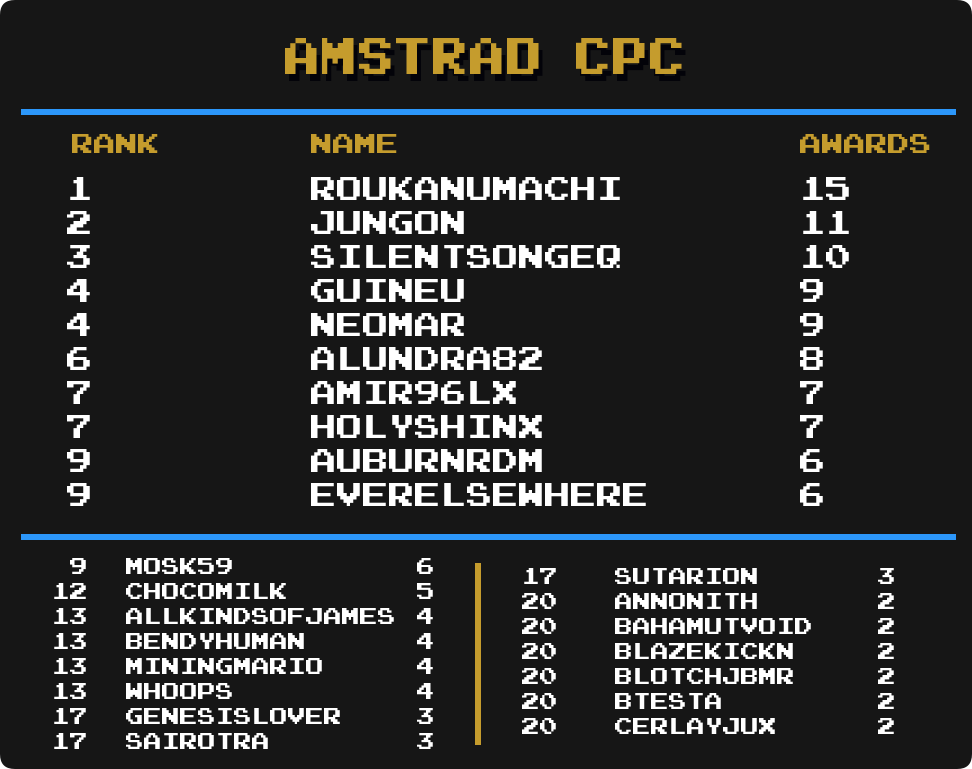 AMSTRAD CPC
RANK NAME AWARDS
1 ROUKANUMACHI 15
2 JUNGON 11
3 SILENTSONGEQ 10
4 GUINEU 9
4 NEOMAR 9
6 ALUNDRA82 8
7 AMIR96LX 7
7 HOLYSHINX 7
9 AUBURNRDM 6
9 EVERELSEWHERE 6
9 MOSK59 6
12 CHOCOMILK 5
13 ALLKINDSOFJAMES 4
13 BENDYHUMAN 4
13 MININGMARIO 4
13 WHOOPS 4
17 GENESISLOVER 3
17 SAIROTRA 3
17 SUTARION 3
20 ANNONITH 2
20 BAHAMUTVOID 2
20 BLAZEKICKN 2
20 BLOTCHJBMR 2
20 BTESTA 2
20 CERLAYJUX 2